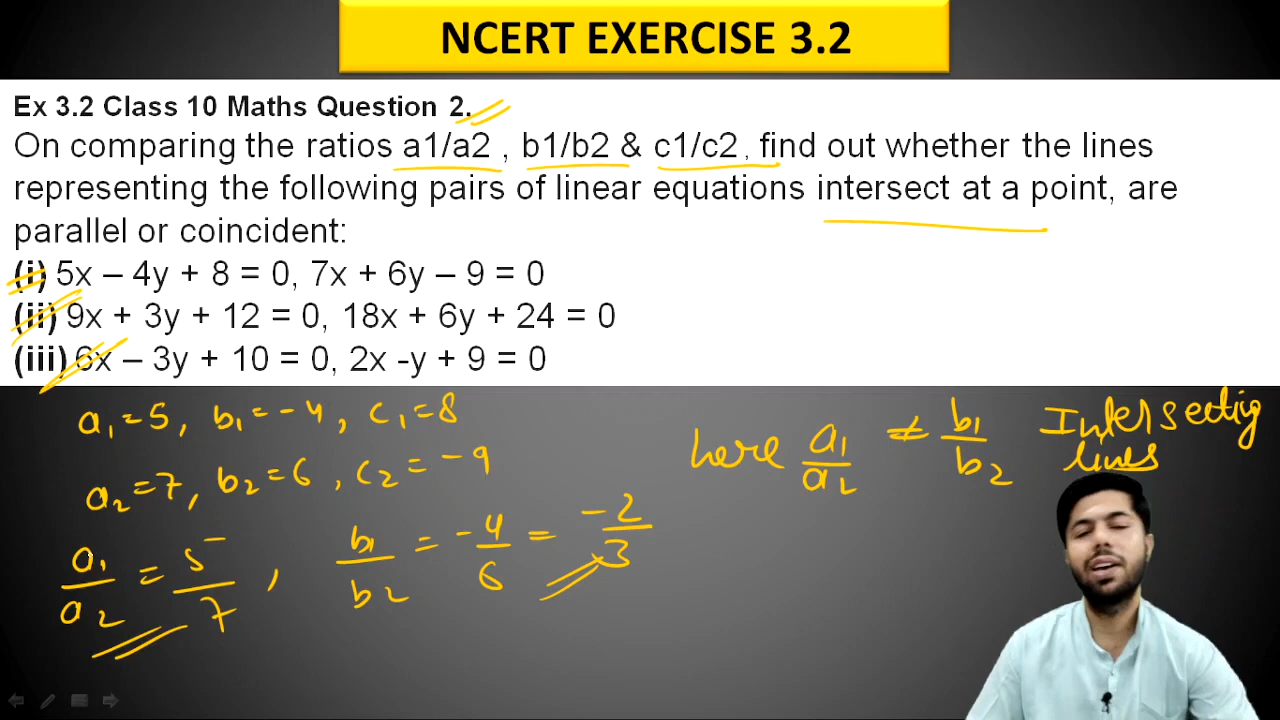 NCERT EXERCISE 3.2
Ex 3.2 Class 10 Maths Question 2.
On comparing the ratios a1/a2 , b1/b2 & c1/c2 , find out whether the lines
representing the following pairs of linear equations intersect at a point, are
parallel or coincident:
(i) 5x – 4y + 8 = 0, 7x + 6y – 9 = 0
(ii) 9x + 3y + 12 = 0, 18x + 6y + 24 = 0
(iii) 6x – 3y + 10 = 0, 2x -y + 9 = 0
a₁ = 5, b₁ = -4, c₁ = 8
a₂ = 7, b₂ = 6, c₂ = -9
a₁/a₂ = 5/7, b₁/b₂ = -4/6 = -2/3
here a₁/a₂ ≠ b₁/b₂ Intersecting
lines